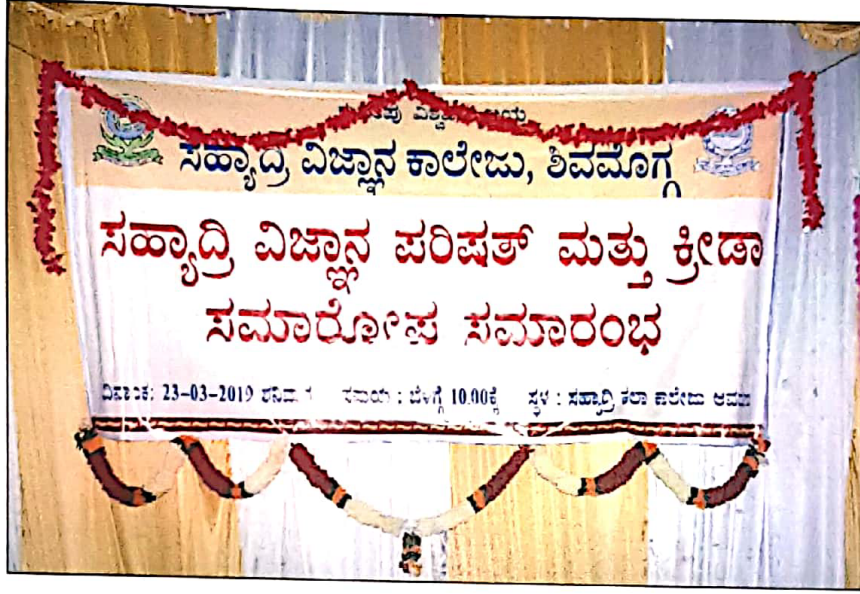 ಸಹ್ಯಾದ್ರಿ ವಿಜ್ಞಾನ ಕಾಲೇಜು, ಶಿವಮೊಗ್ಗ
ಸಹ್ಯಾದ್ರಿ ವಿಜ್ಞಾನ ಪರಿಷತ್ ಮತ್ತು ಕ್ರೀಡಾ
ಸಮಾರೋಪ ಸಮಾರಂಭ
ದಿನಾಂಕ: 23-03-2019 ಸಮಯ : ಬೆಳಗ್ಗೆ 10.00ಕ್ಕೆ ಸ್ಥಳ : ಸಹ್ಯಾದ್ರಿ ಕಲಾ ಕಾಲೇಜು